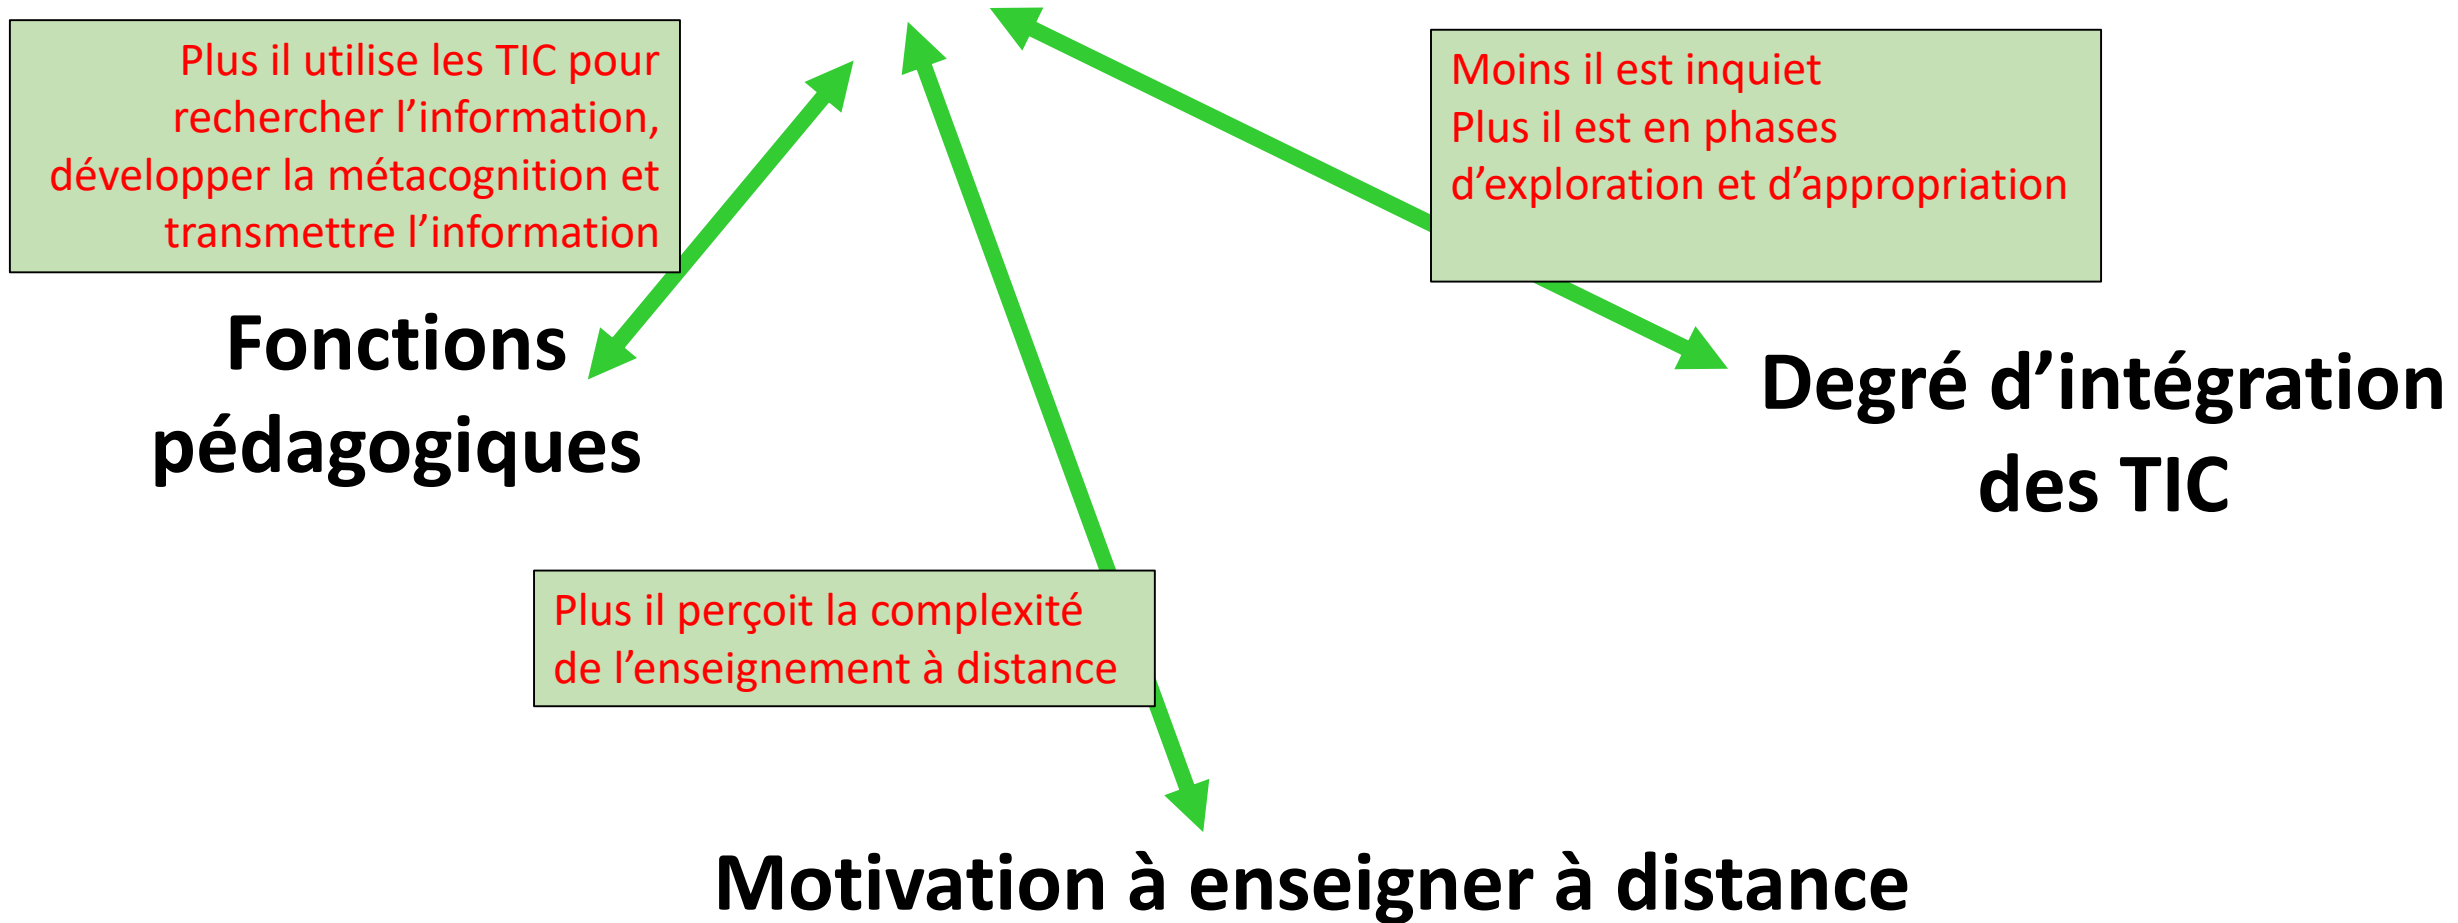 Plus il utilise les TIC pour
rechercher l’information,
développer la métacognition et
transmettre l’information
Moins il est inquiet
Plus il est en phases
d’exploration et d’appropriation
Fonctions
pédagogiques
Degré d’intégration
des TIC
Plus il perçoit la complexité
de l’enseignement à distance
Motivation à enseigner à distance